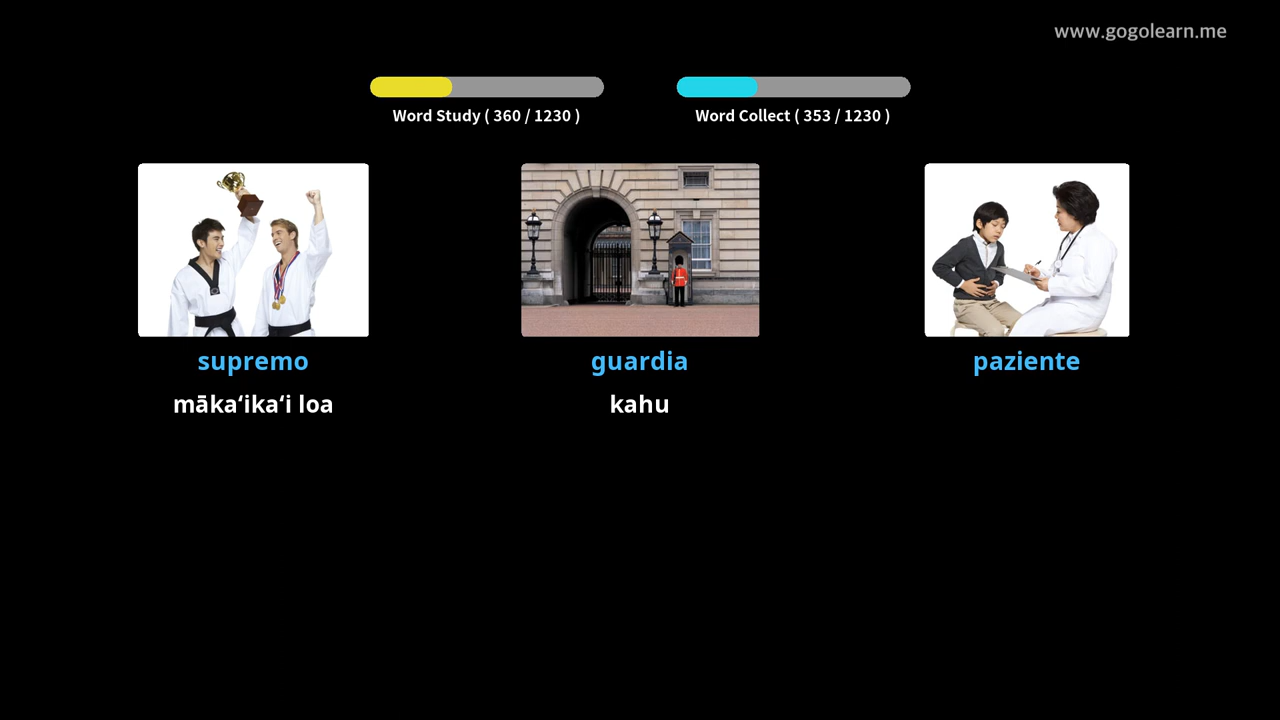 www.gogolearn.me
Word Study ( 360 / 1230 )
Word Collect ( 353 / 1230 )
supremo
guardia
paziente
mākaʻikaʻi loa
kahu